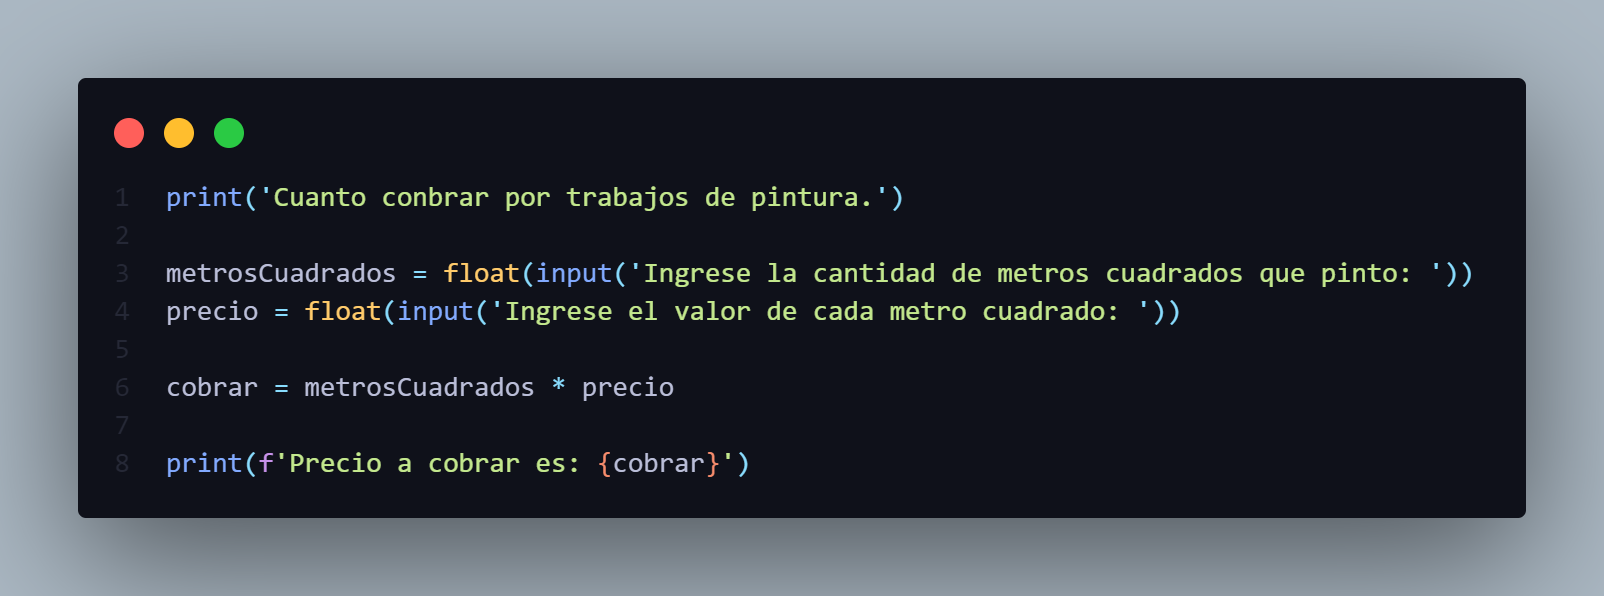 1 print('Cuanto conbrar por trabajos de pintura.')
2
3 metrosCuadrados = float(input('Ingrese la cantidad de metros cuadrados que pinto: '))
4 precio = float(input('Ingrese el valor de cada metro cuadrado: '))
5
6 cobrar = metrosCuadrados * precio
7
8 print(f'Precio a cobrar es: {cobrar}')